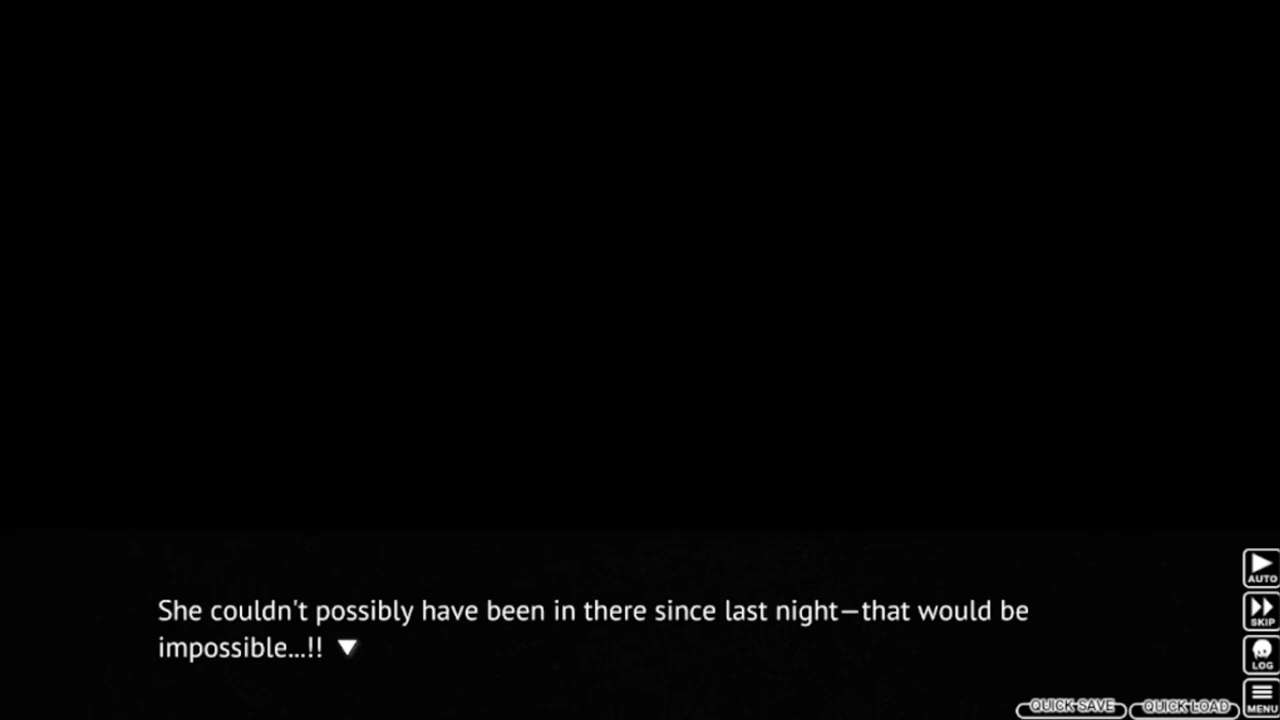 She couldn't possibly have been in there since last night—that would be
impossible...!!
AUTO
SKIP
LOG
MENU
QUICK SAVE
QUICK LOAD